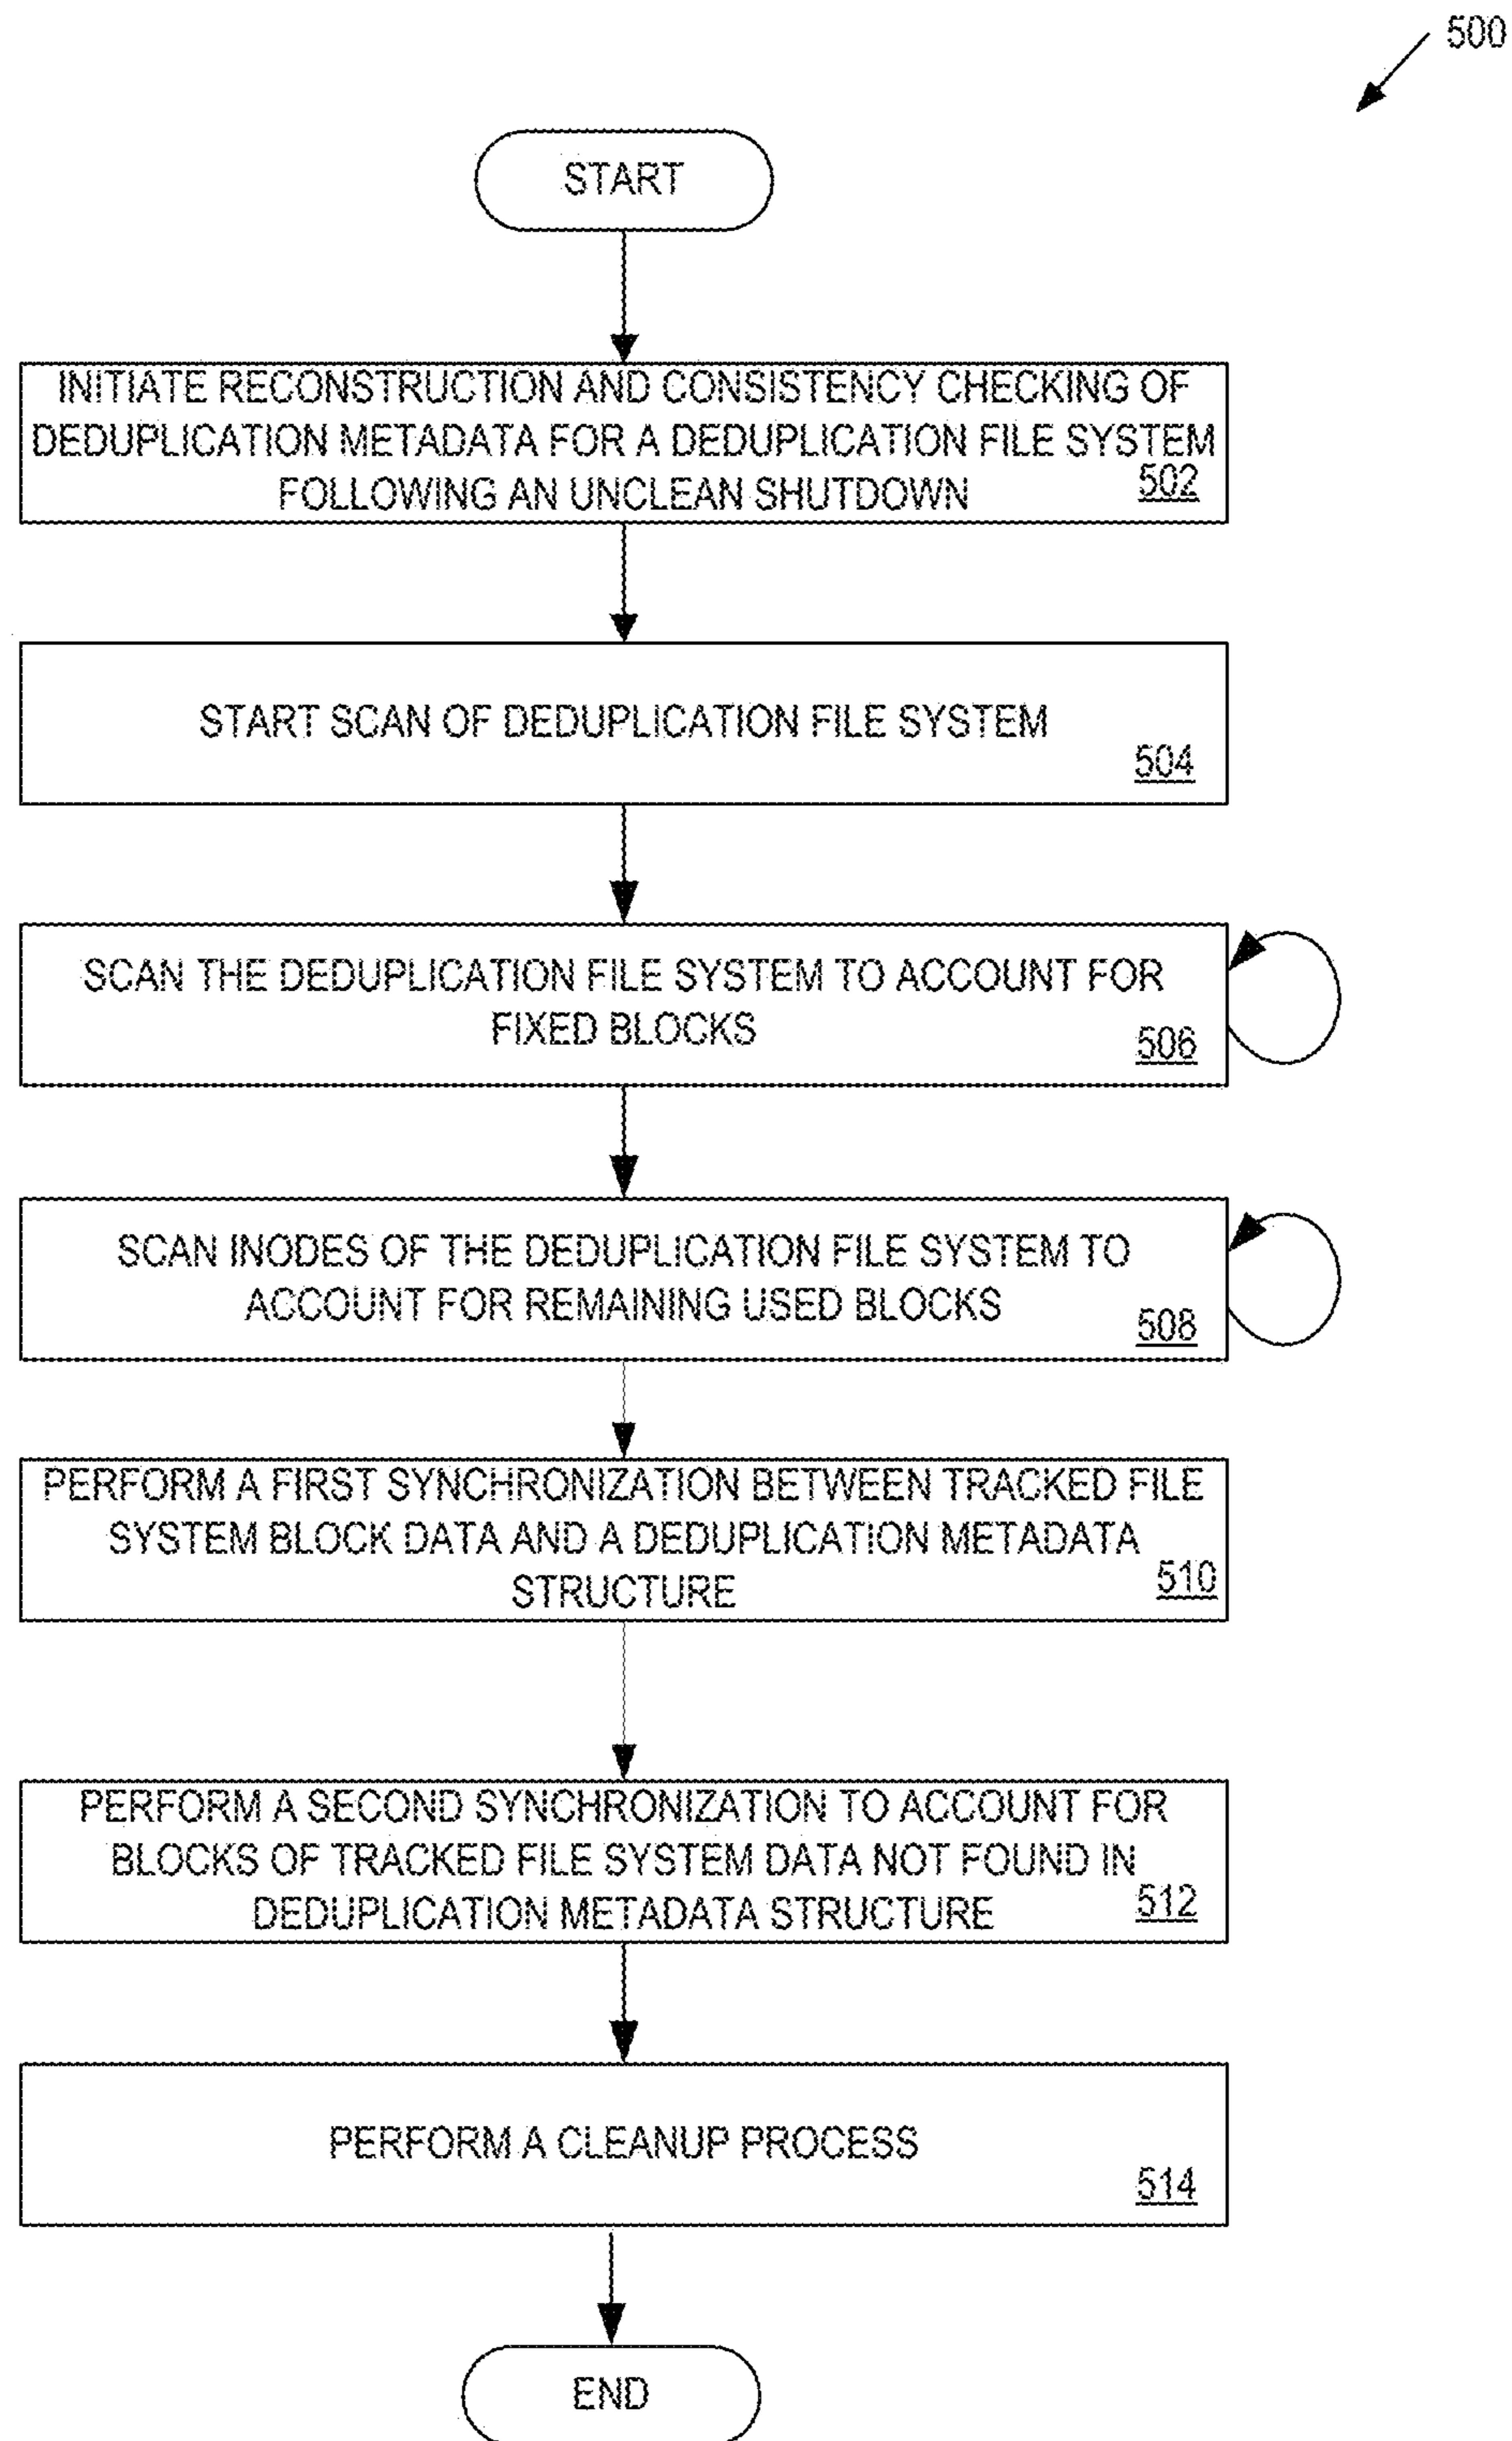 500
START
INITIATE RECONSTRUCTION AND CONSISTENCY CHECKING OF
DEDUPLICATION METADATA FOR A DEDUPLICATION FILE SYSTEM
FOLLOWING AN UNCLEAN SHUTDOWN
502
START SCAN OF DEDUPLICATION FILE SYSTEM
504
SCAN THE DEDUPLICATION FILE SYSTEM TO ACCOUNT FOR
FIXED BLOCKS
506
SCAN INODES OF THE DEDUPLICATION FILE SYSTEM TO
ACCOUNT FOR REMAINING USED BLOCKS
508
PERFORM A FIRST SYNCHRONIZATION BETWEEN TRACKED FILE
SYSTEM BLOCK DATA AND A DEDUPLICATION METADATA
STRUCTURE
510
PERFORM A SECOND SYNCHRONIZATION TO ACCOUNT FOR
BLOCKS OF TRACKED FILE SYSTEM DATA NOT FOUND IN
DEDUPLICATION METADATA STRUCTURE
512
PERFORM A CLEANUP PROCESS
514
END